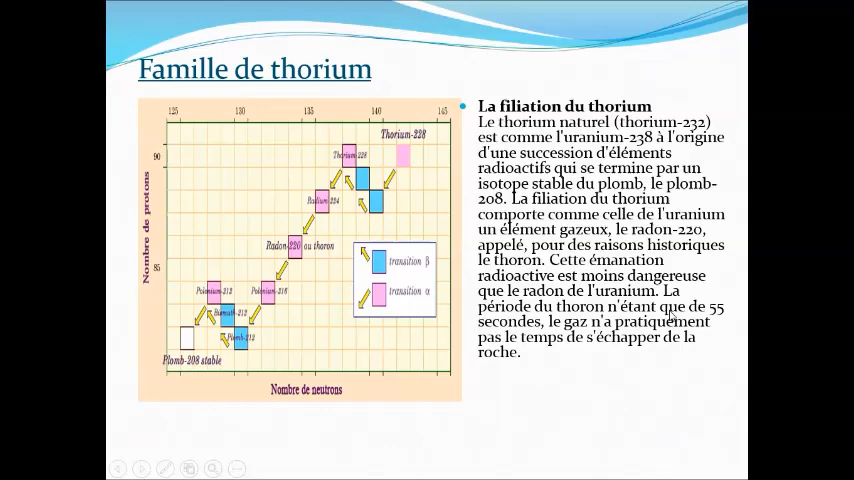 Famille de thorium
125 130 135 140 145
Thorium-228
90
Thorium-228
Radium-224
Radon-220 ou thoron
85
Polonium-212
Polonium-216
Bismuth-212
Plomb-212
Plomb-208 stable
transition β
transition α
Nombre de protons
Nombre de neutrons
La filiation du thorium
Le thorium naturel (thorium-232)
est comme l'uranium-238 à l'origine
d'une succession d'éléments
radioactifs qui se termine par un
isotope stable du plomb, le plomb-
208. La filiation du thorium
comporte comme celle de l'uranium
un élément gazeux, le radon-220,
appelé, pour des raisons historiques
le thoron. Cette émanation
radioactive est moins dangereuse
que le radon de l'uranium. La
période du thoron n'étant que de 55
secondes, le gaz n'a pratiquement
pas le temps de s'échapper de la
roche.